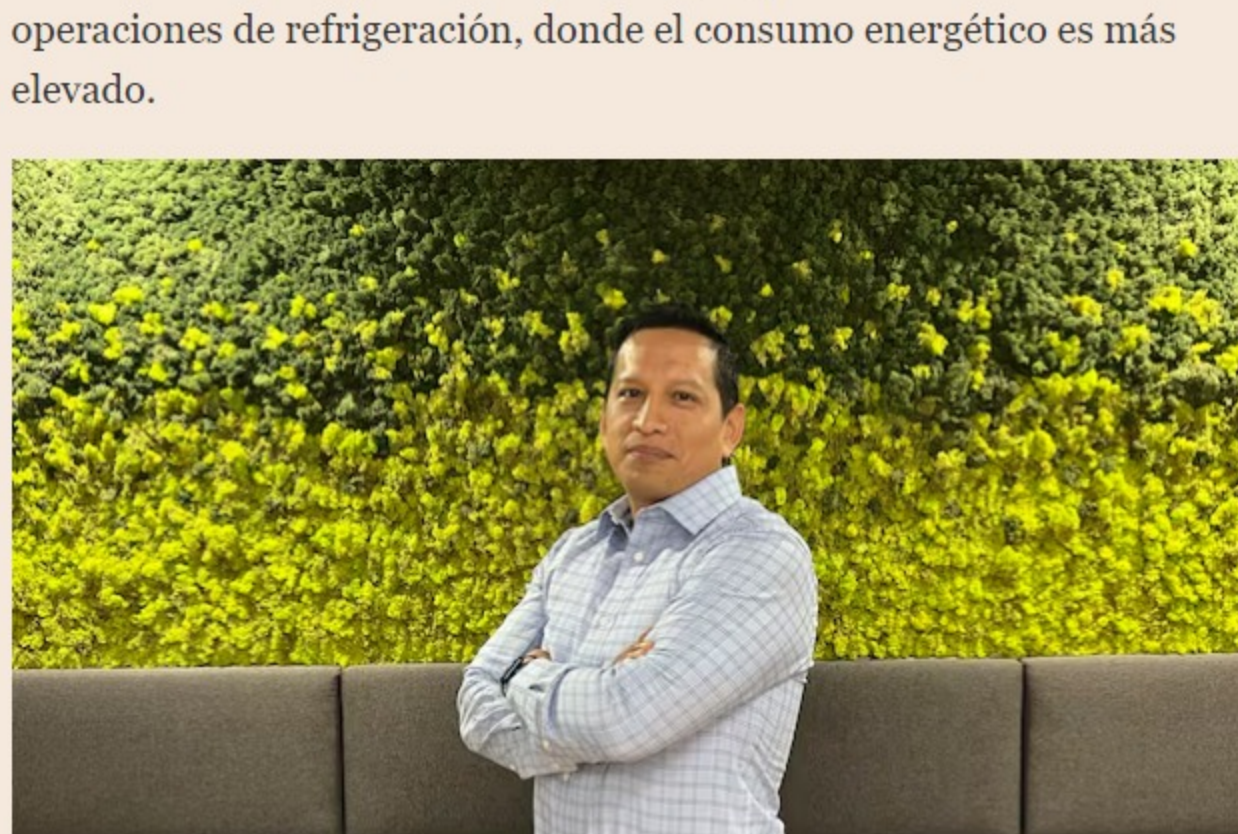 operaciones de refrigeración, donde el consumo energético es más
elevado.